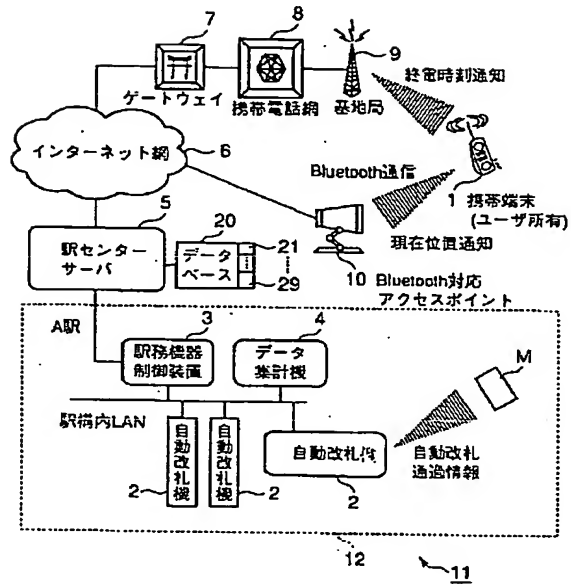 7
8
9
ゲートウェイ
携帯電話網
基地局
終電時刻通知
インターネット網
6
Bluetooth通信
1 携帯端末
(ユーザ所有)
現在位置通知
5
駅センター
サーバ
20
データ
ベース
21
29
10
Bluetooth対応
アクセスポイント
A駅
3
駅務機器
制御装置
4
データ
集計機
M
駅構内LAN
自動改札機
2
自動改札機
2
自動改札機
2
自動改札
通過情報
12
11